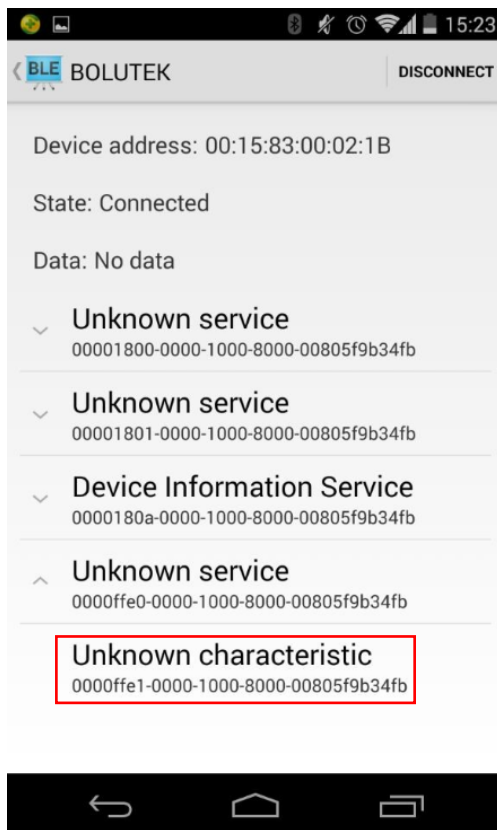 15:23
BLE BOLUTEK DISCONNECT
Device address: 00:15:83:00:02:1B
State: Connected
Data: No data
Unknown service
00001800-0000-1000-8000-00805f9b34fb
Unknown service
00001801-0000-1000-8000-00805f9b34fb
Device Information Service
0000180a-0000-1000-8000-00805f9b34fb
Unknown service
0000ffe0-0000-1000-8000-00805f9b34fb
Unknown characteristic
0000ffe1-0000-1000-8000-00805f9b34fb